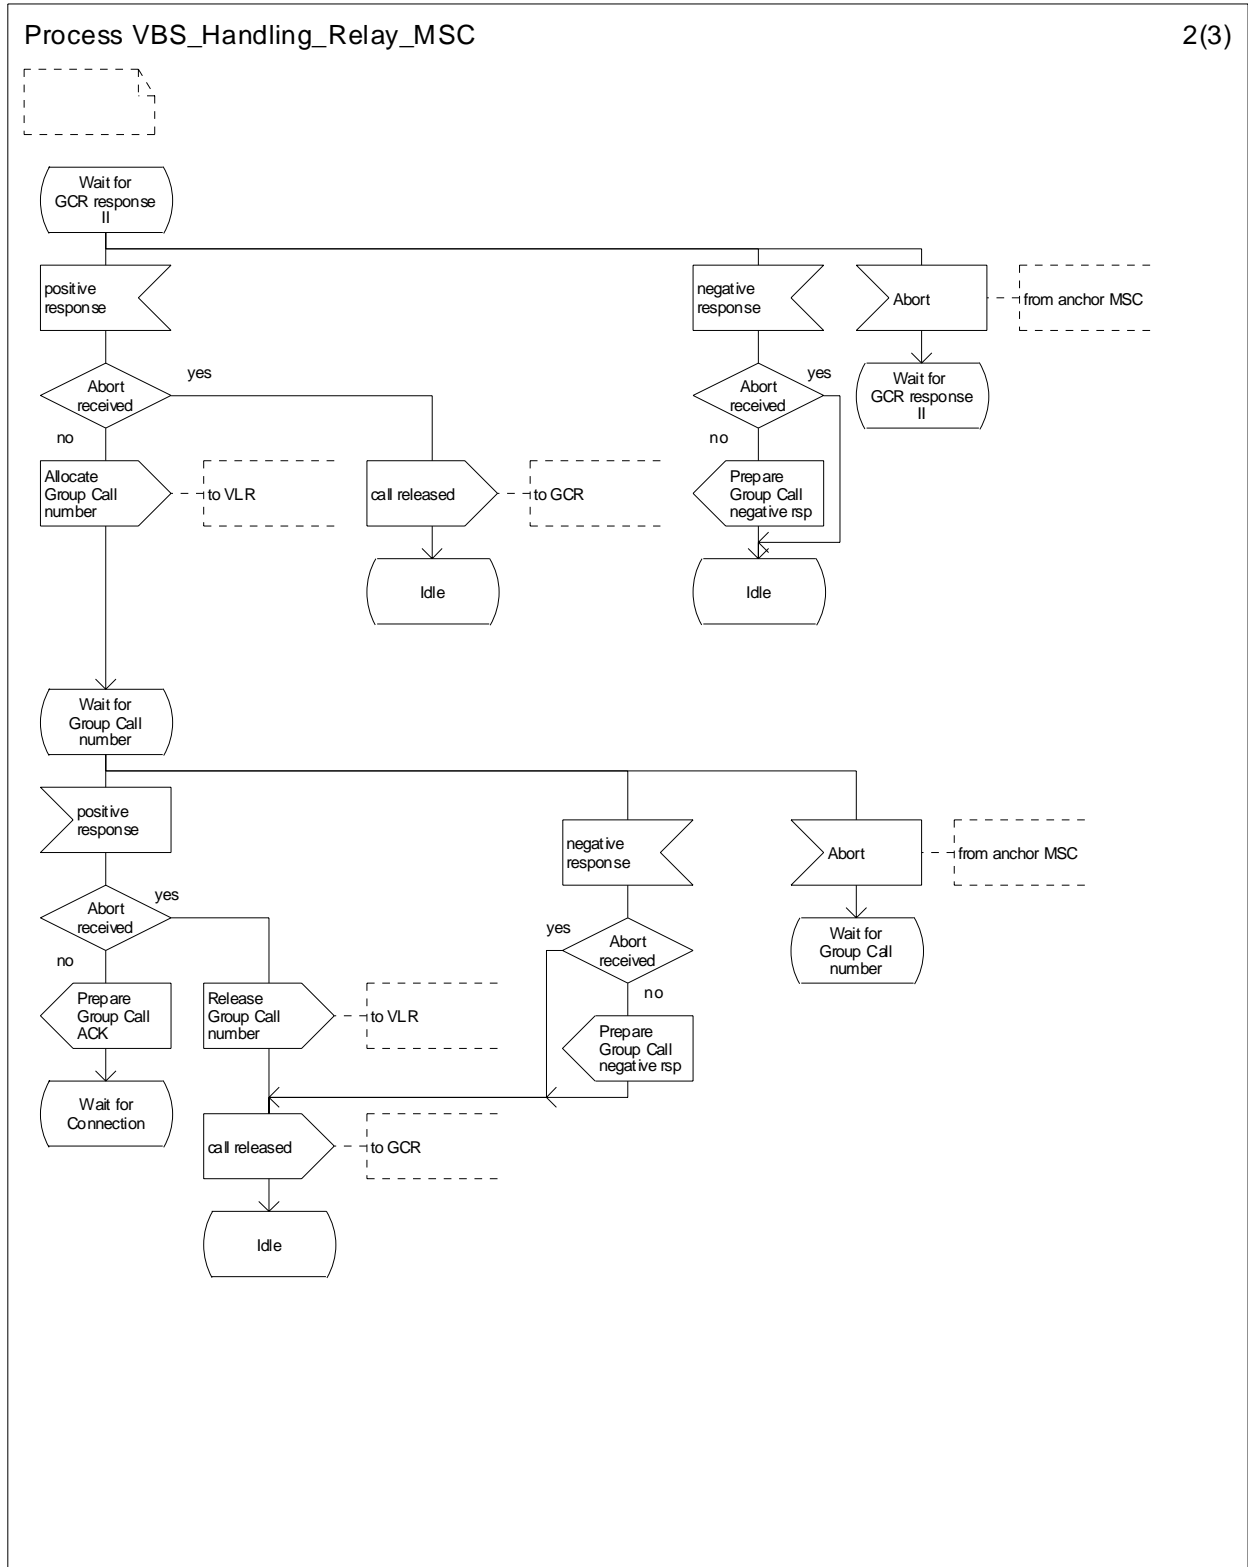 Process VBS_Handling_Relay_MSC
2(3)
Wait for
GCR response
II
positive
response
negative
response
Abort
from anchor MSC
Abort
received
yes
no
Abort
received
yes
no
Wait for
GCR response
II
Allocate
Group Call
number
to VLR
call released
to GCR
Prepare
Group Call
negative rsp
Idle
Idle
Wait for
Group Call
number
positive
response
negative
response
Abort
from anchor MSC
Abort
received
yes
no
yes
Abort
received
no
Wait for
Group Call
number
Prepare
Group Call
ACK
Release
Group Call
number
to VLR
Prepare
Group Call
negative rsp
Wait for
Connection
call released
to GCR
Idle